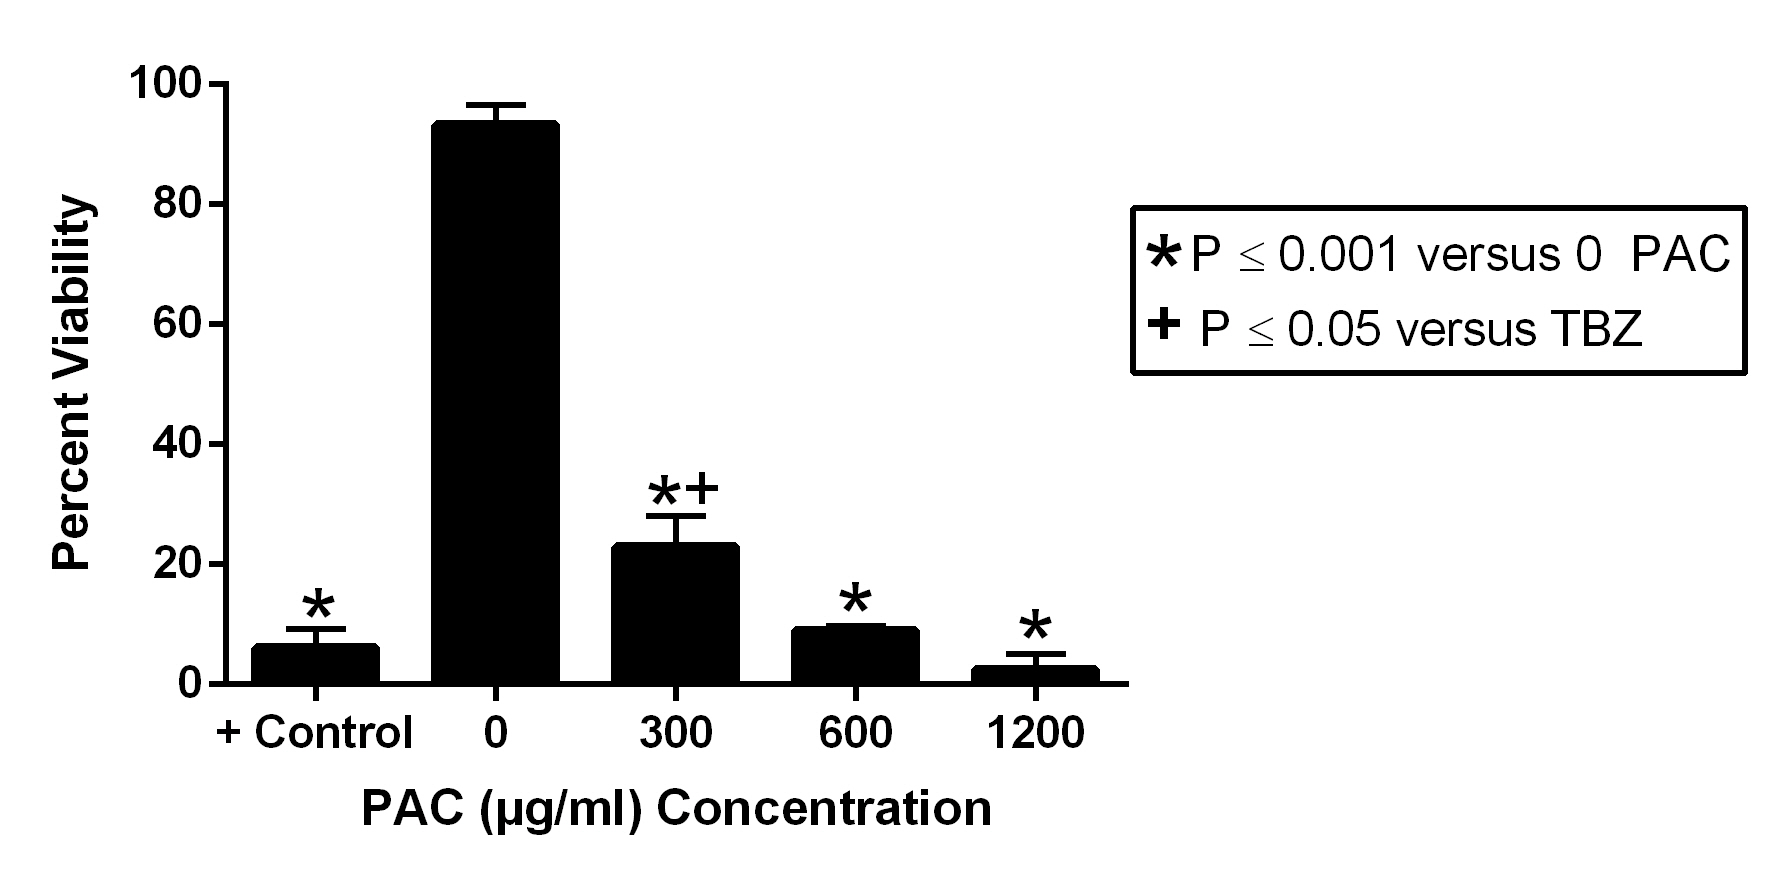 100
80
60
40
20
0
Percent Viability
*
*+
*
*
+ Control 0 300 600 1200
PAC (µg/ml) Concentration
* P ≤ 0.001 versus 0 PAC
+ P ≤ 0.05 versus TBZ